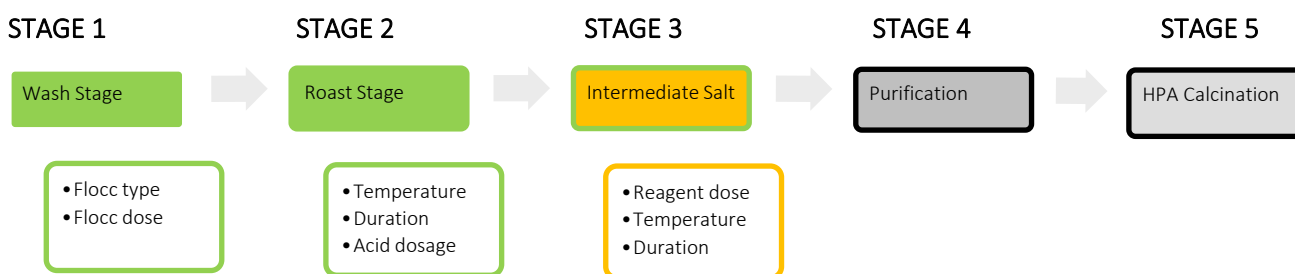 STAGE 1
STAGE 2
STAGE 3
STAGE 4
STAGE 5
Wash Stage
Roast Stage
Intermediate Salt
Purification
HPA Calcination
•Flocc type
•Flocc dose
•Temperature
•Duration
•Acid dosage
•Reagent dose
•Temperature
•Duration